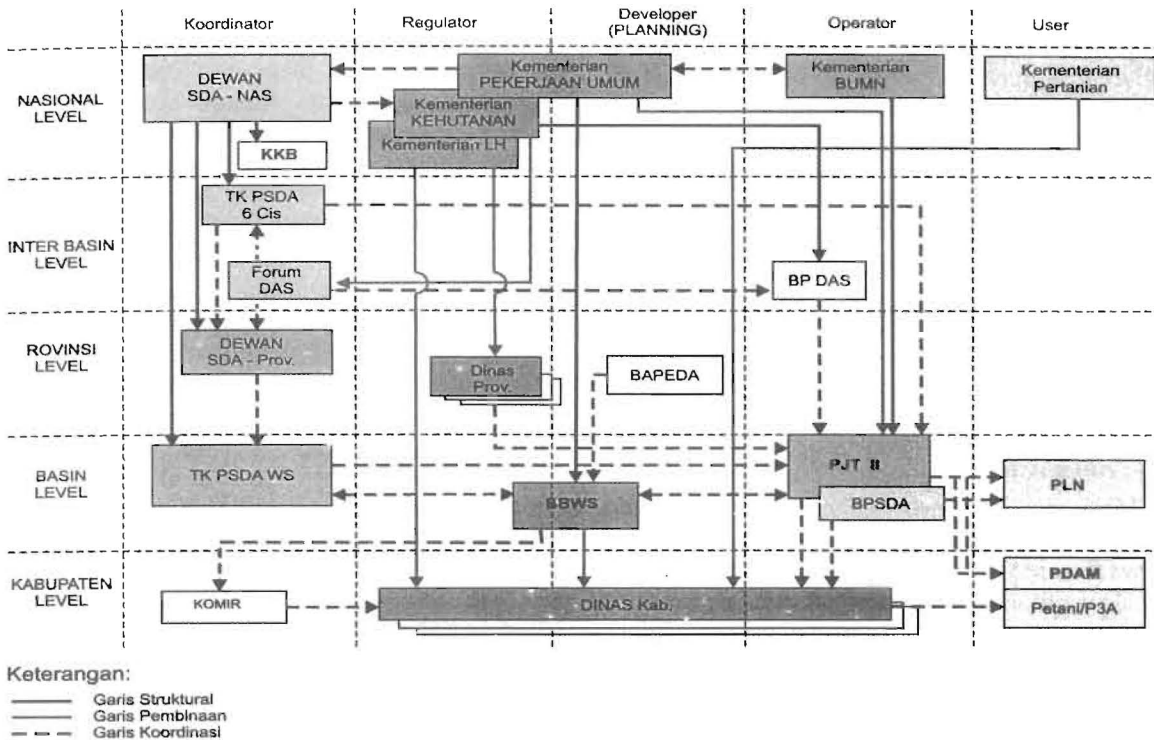 Koordinator
Regulator
Developer
(PLANNING)
Operator
User
NASIONAL
LEVEL
DEWAN
SDA - NAS
Kementerian
PEKERJAAN UMUM
Kementerian
BUMN
Kementerian
Pertanian
Kementerian
KEHUTANAN
Kementerian LH
KKB
INTER BASIN
LEVEL
TK PSDA
6 Cis
Forum
DAS
BP DAS
ROVINSI
LEVEL
DEWAN
SDA - Prov.
Dinas
Prov.
BAPEDA
BASIN
LEVEL
TK PSDA WS
BBWS
PJT II
BPSDA
PLN
KABUPATEN
LEVEL
KOMIR
DINAS Kab.
PDAM
Petani/P3A
Keterangan:
Garis Struktural
Garis Pembinaan
Garis Koordinasi